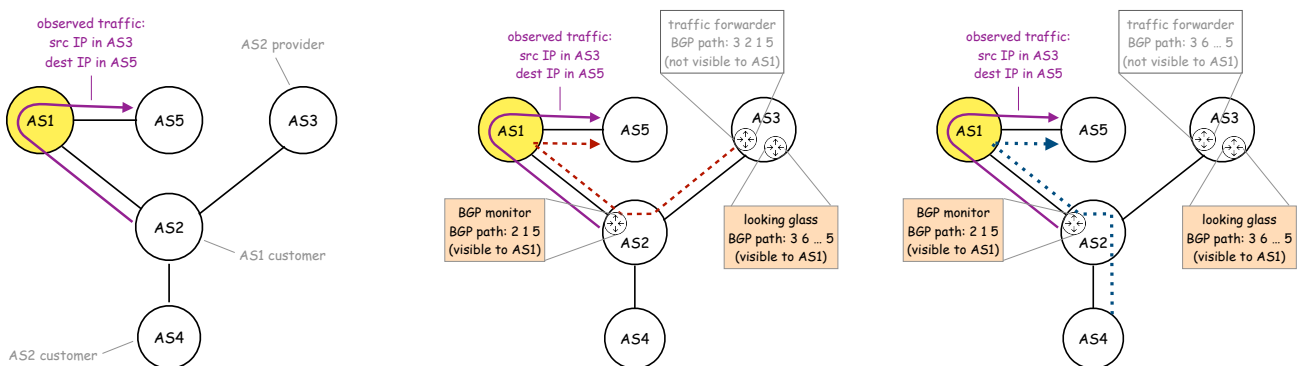 observed traffic:
src IP in AS3
dest IP in AS5
AS2 provider
AS1
AS5
AS3
AS2
AS1 customer
AS4
AS2 customer
observed traffic:
src IP in AS3
dest IP in AS5
traffic forwarder
BGP path: 3 2 1 5
(not visible to AS1)
AS1
AS5
AS3
BGP monitor
BGP path: 2 1 5
(visible to AS1)
AS2
looking glass
BGP path: 3 6 ... 5
(visible to AS1)
AS4
observed traffic:
src IP in AS3
dest IP in AS5
traffic forwarder
BGP path: 3 6 ... 5
(not visible to AS1)
AS1
AS5
AS3
BGP monitor
BGP path: 2 1 5
(visible to AS1)
AS2
looking glass
BGP path: 3 6 ... 5
(visible to AS1)
AS4